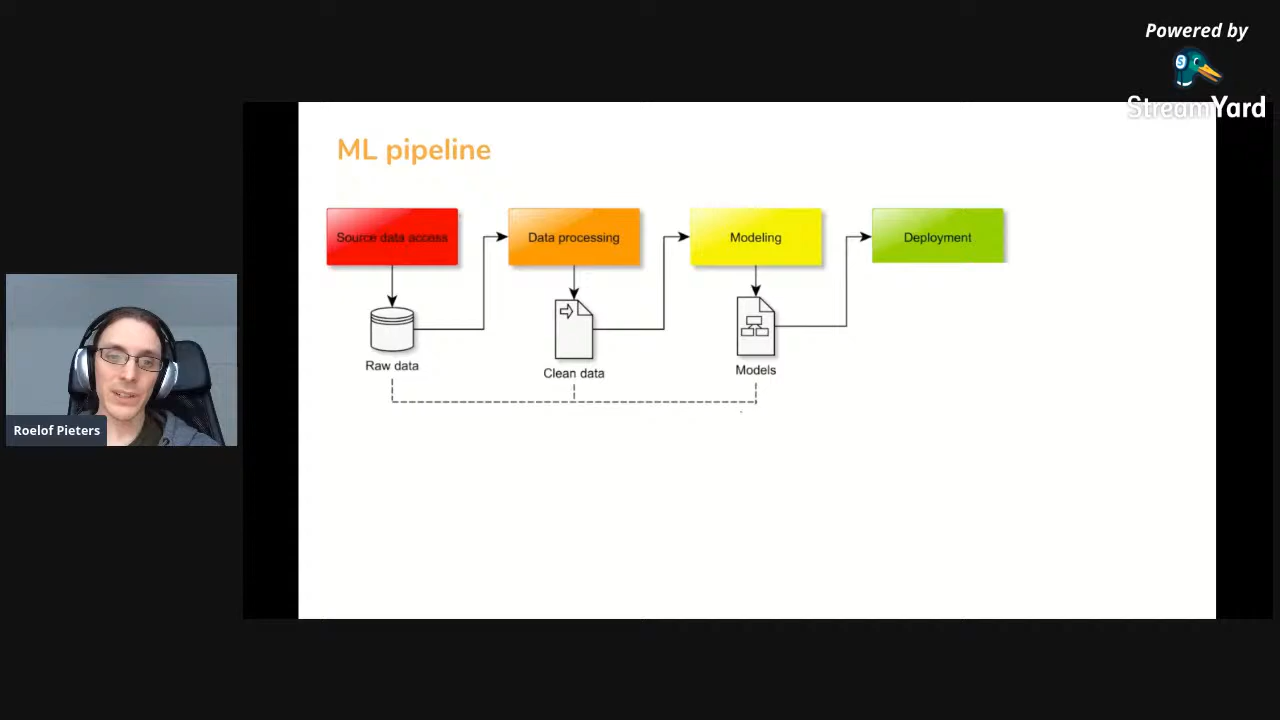 Powered by
StreamYard
ML pipeline
Source data access
Data processing
Modeling
Deployment
Raw data
Clean data
Models
Roelof Pieters